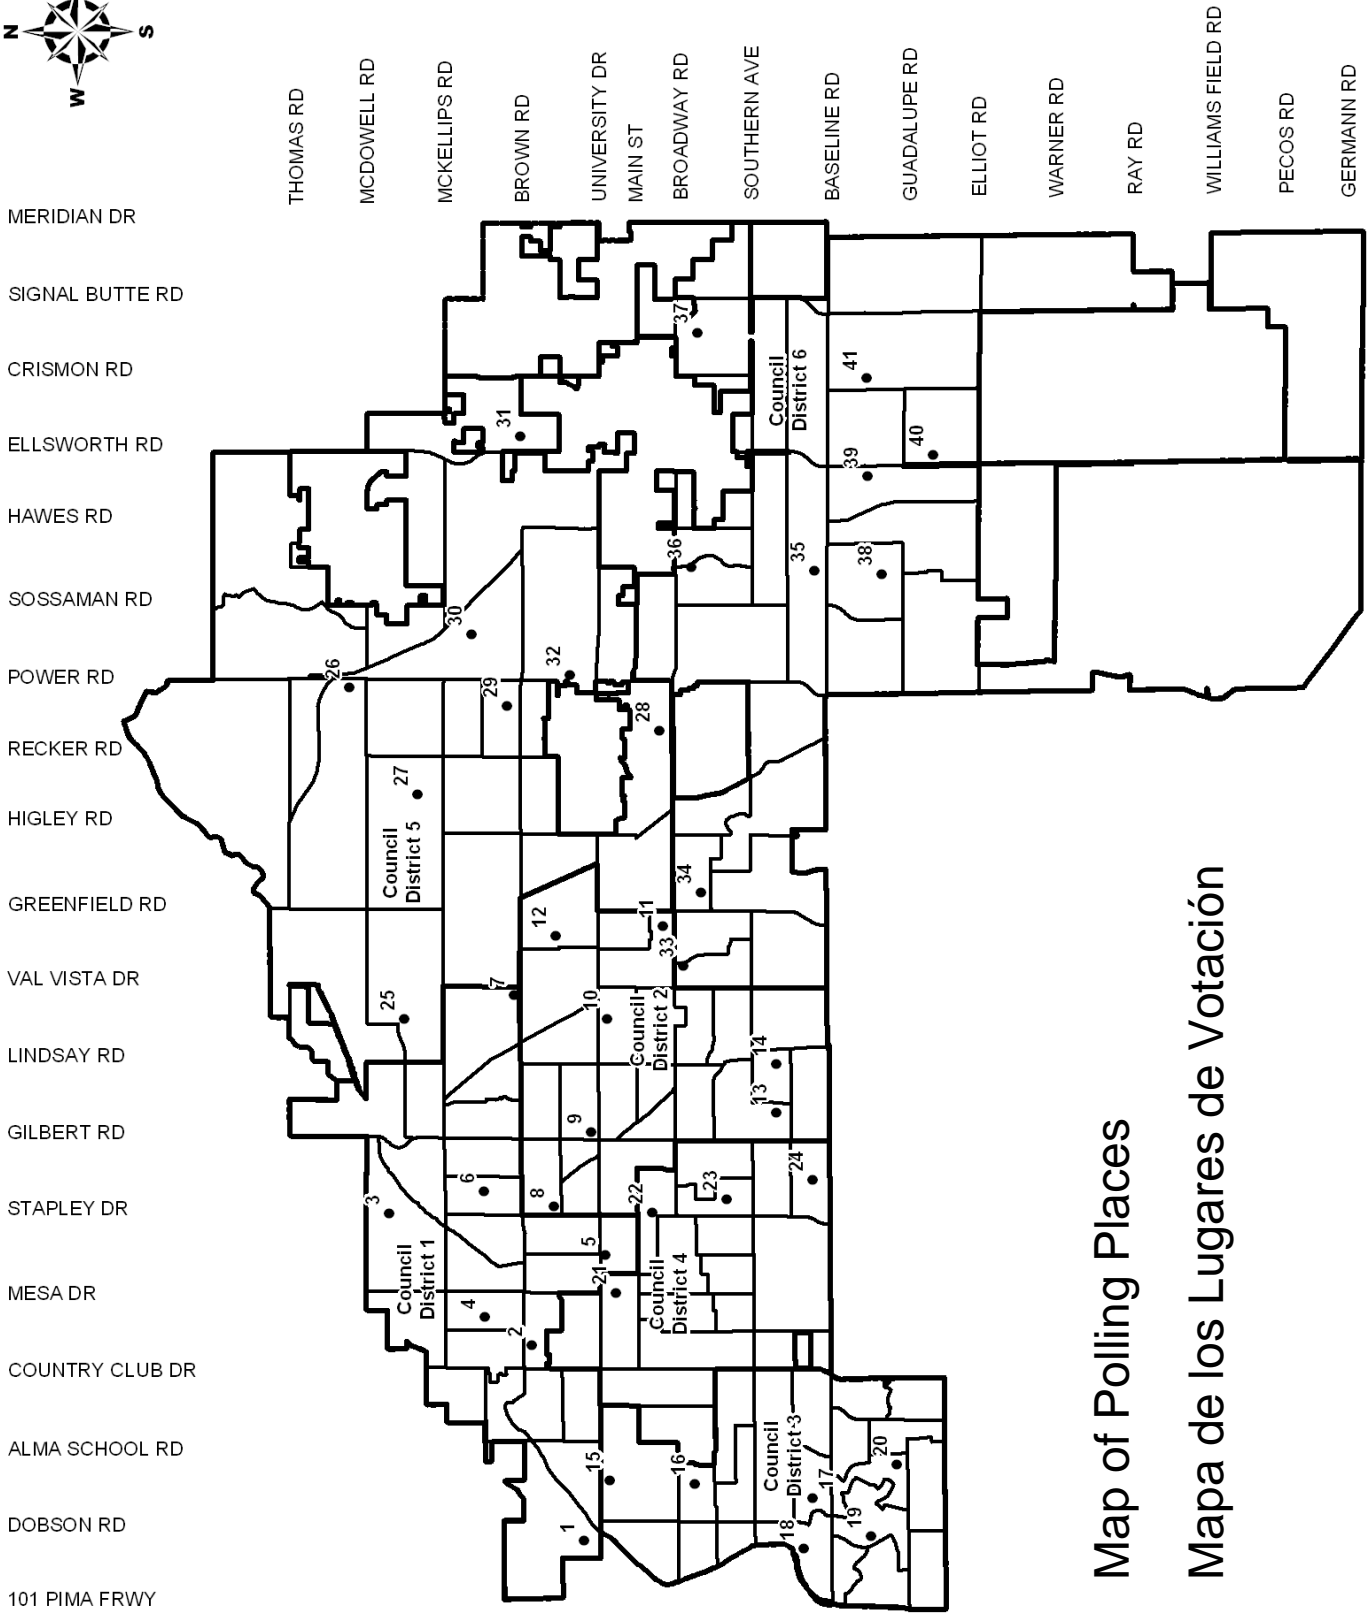 N
S
W
THOMAS RD
MCDOWELL RD
MCKELLIPS RD
BROWN RD
UNIVERSITY DR
MAIN ST
BROADWAY RD
SOUTHERN AVE
BASELINE RD
GUADALUPE RD
ELLIOT RD
WARNER RD
RAY RD
WILLIAMS FIELD RD
PECOS RD
GERMANN RD
MERIDIAN DR
SIGNAL BUTTE RD
CRISMON RD
ELLSWORTH RD
HAWES RD
SOSSAMAN RD
POWER RD
RECKER RD
HIGLEY RD
GREENFIELD RD
VAL VISTA DR
LINDSAY RD
GILBERT RD
STAPLEY DR
MESA DR
COUNTRY CLUB DR
ALMA SCHOOL RD
DOBSON RD
101 PIMA FRWY
37
Council
District 6
41
31
40
39
36
35
38
30
26
32
29
28
27
Council
District 5
34
12
11
33
7
25
10
Council
District 2
14
13
9
3
6
8
22
23
24
Council
District 1
5
21
Council
District 4
4
2
15
16
Council
District 3
17
20
1
18
19
Map of Polling Places
Mapa de los Lugares de Votación